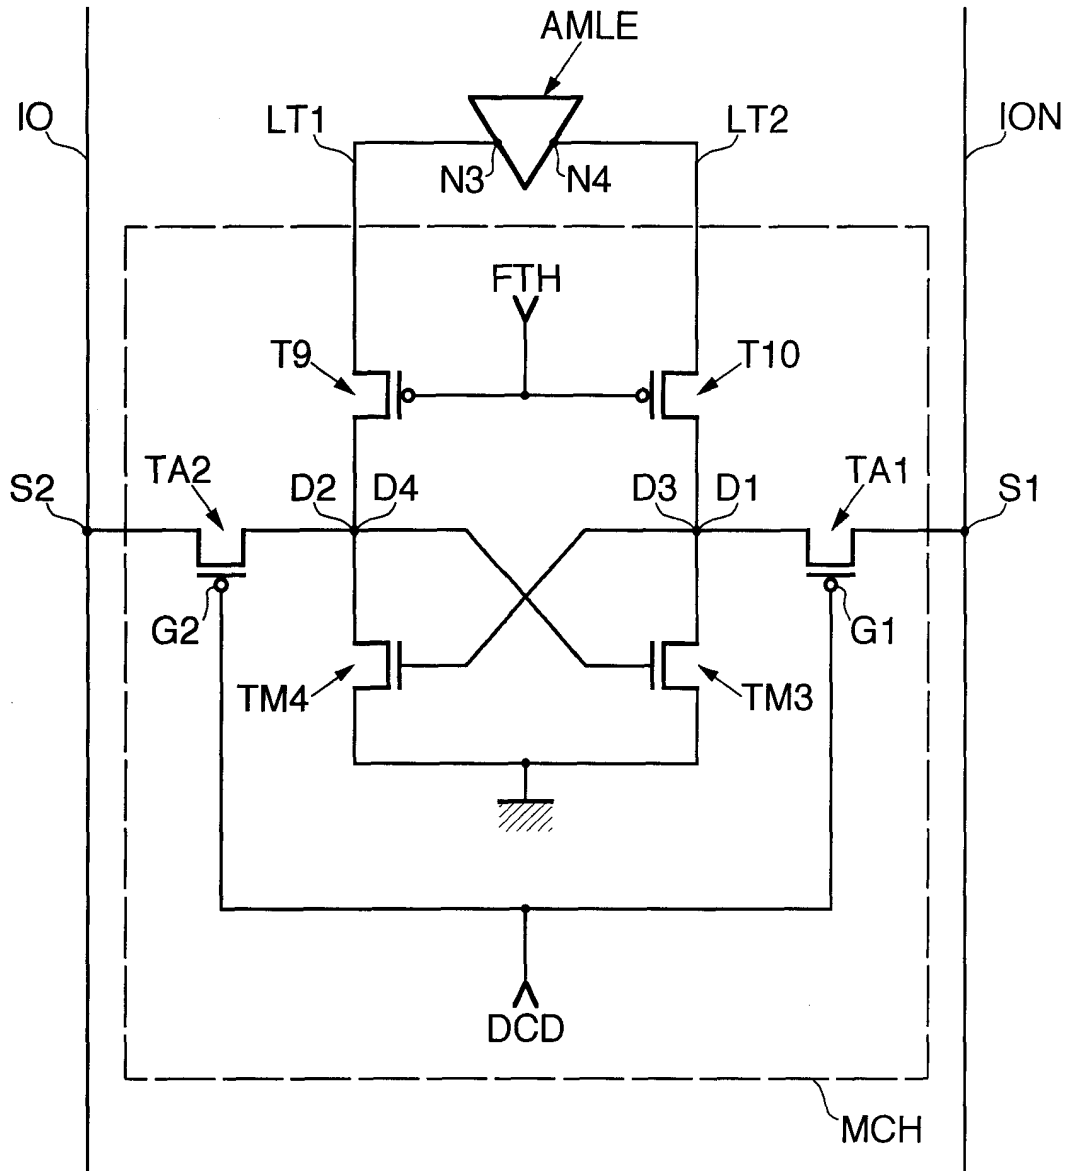 AMLE
IO
LT1
LT2
ION
N3
N4
FTH
T9
T10
TA2
TA1
S2
D2
D4
D3
D1
S1
G2
G1
TM4
TM3
DCD
MCH